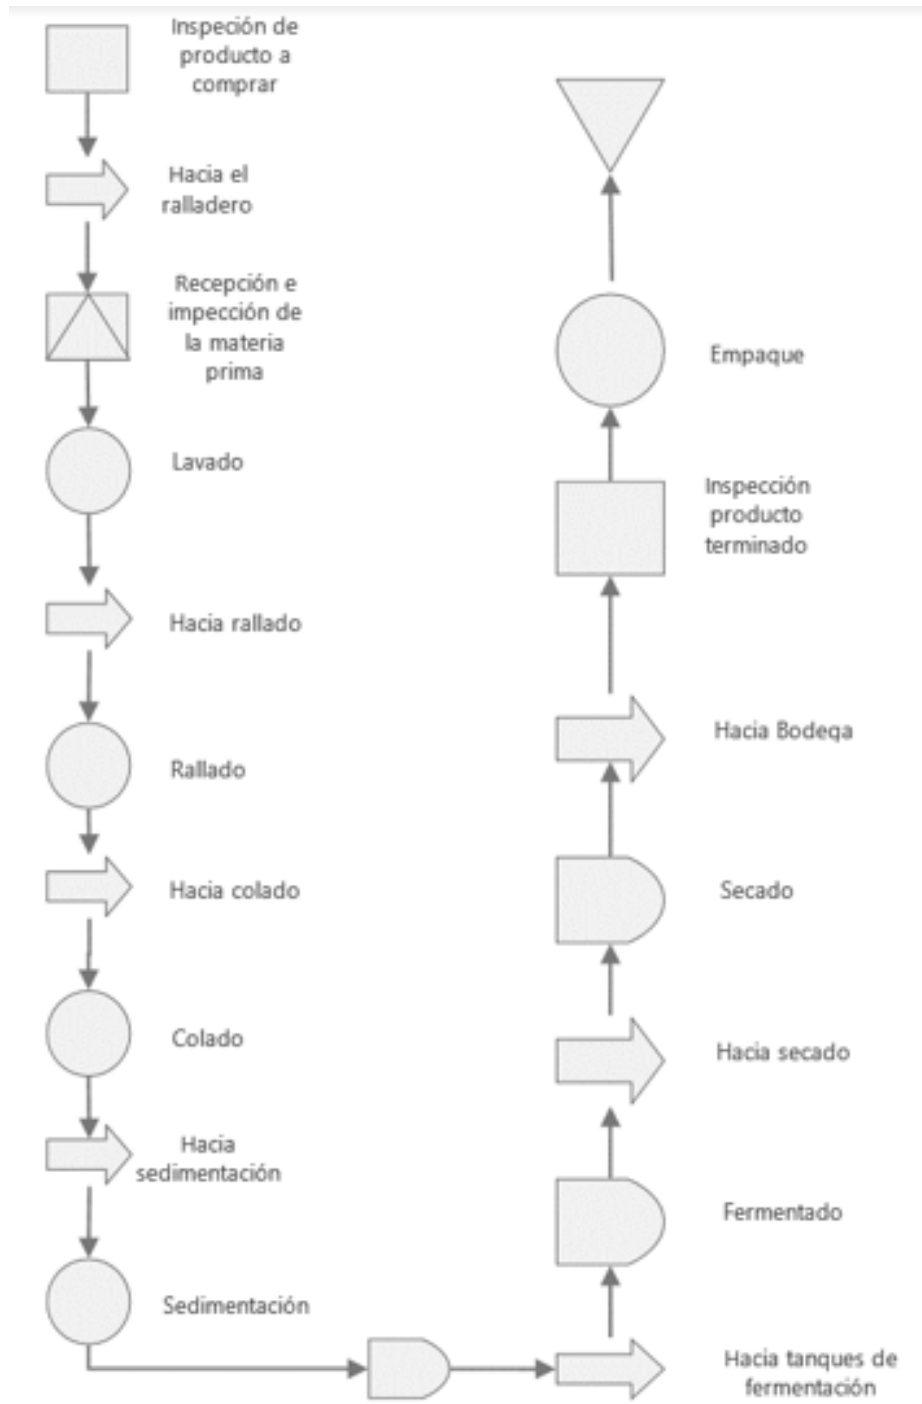 Inspeción de
producto a
comprar
Hacia el
ralladero
Recepción e
impección de
la materia
prima
Lavado
Hacia rallado
Rallado
Hacia colado
Colado
Hacia
sedimentación
Sedimentación
Hacia tanques de
fermentación
Fermentado
Hacia secado
Secado
Hacia Bodega
Inspección
producto
terminado
Empaque